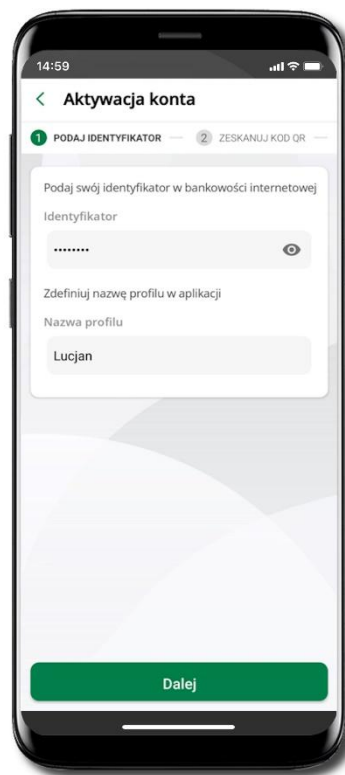 14:59
Aktywacja konta
1 PODAJ IDENTYFIKATOR
2 ZESKANUJ KOD QR
Podaj swój identyfikator w bankowości internetowej
Identyfikator
••••••••
Zdefiniuj nazwę profilu w aplikacji
Nazwa profilu
Lucjan
Dalej